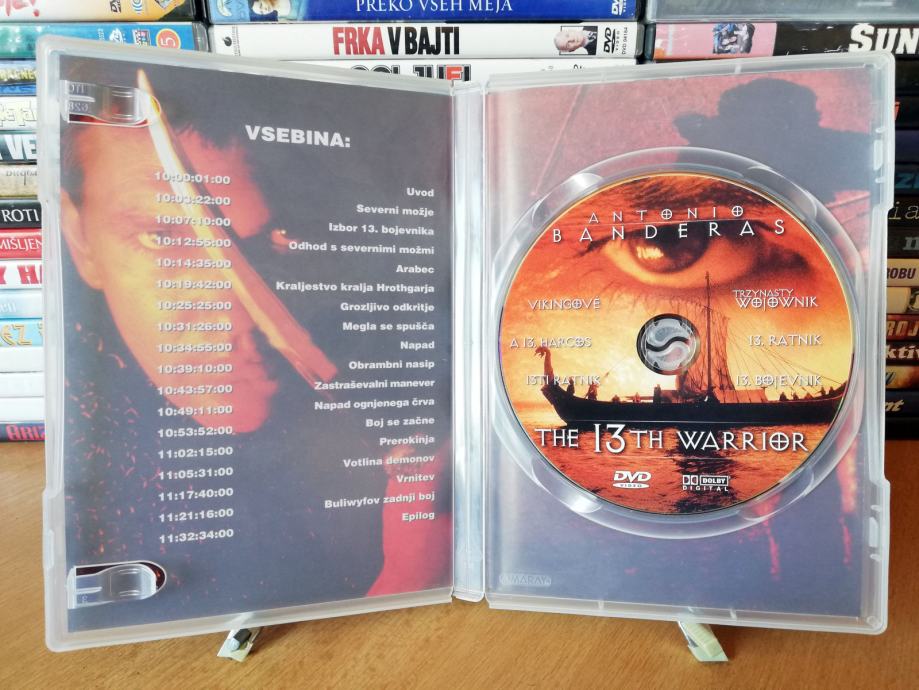 PREKO VSEH MEJA
FRKA V BAJTI
SUN
VSEBINA:
10:00:01:00 Uvod
10:03:22:00 Severni možje
10:07:10:00 Izbor 13. bojevnika
10:12:55:00 Odhod s severnimi možmi
10:14:35:00 Arabec
10:19:42:00 Kraljestvo kralja Hrothgarja
10:25:25:00 Grozljivo odkritje
10:31:26:00 Megla se spušča
10:34:55:00 Napad
10:39:10:00 Obrambni nasip
10:43:57:00 Zastraševalni manever
10:49:11:00 Napad ognjenega črva
10:53:52:00 Boj se začne
11:02:15:00 Prerokinja
11:05:31:00 Votlina demonov
11:17:40:00 Vrnitev
11:21:16:00 Buliwyfov zadnji boj
11:32:34:00 Epilog
ANTONIO
BANDERAS
VIKINGOVÉ
TRZYNASTY
WOJOWNIK
A 13. HARCOS
13. RATNIK
13TI RATNIK
13. BOJEVNIK
THE 13TH WARRIOR
DVD
VIDEO
DOLBY
DIGITAL
AMARAY